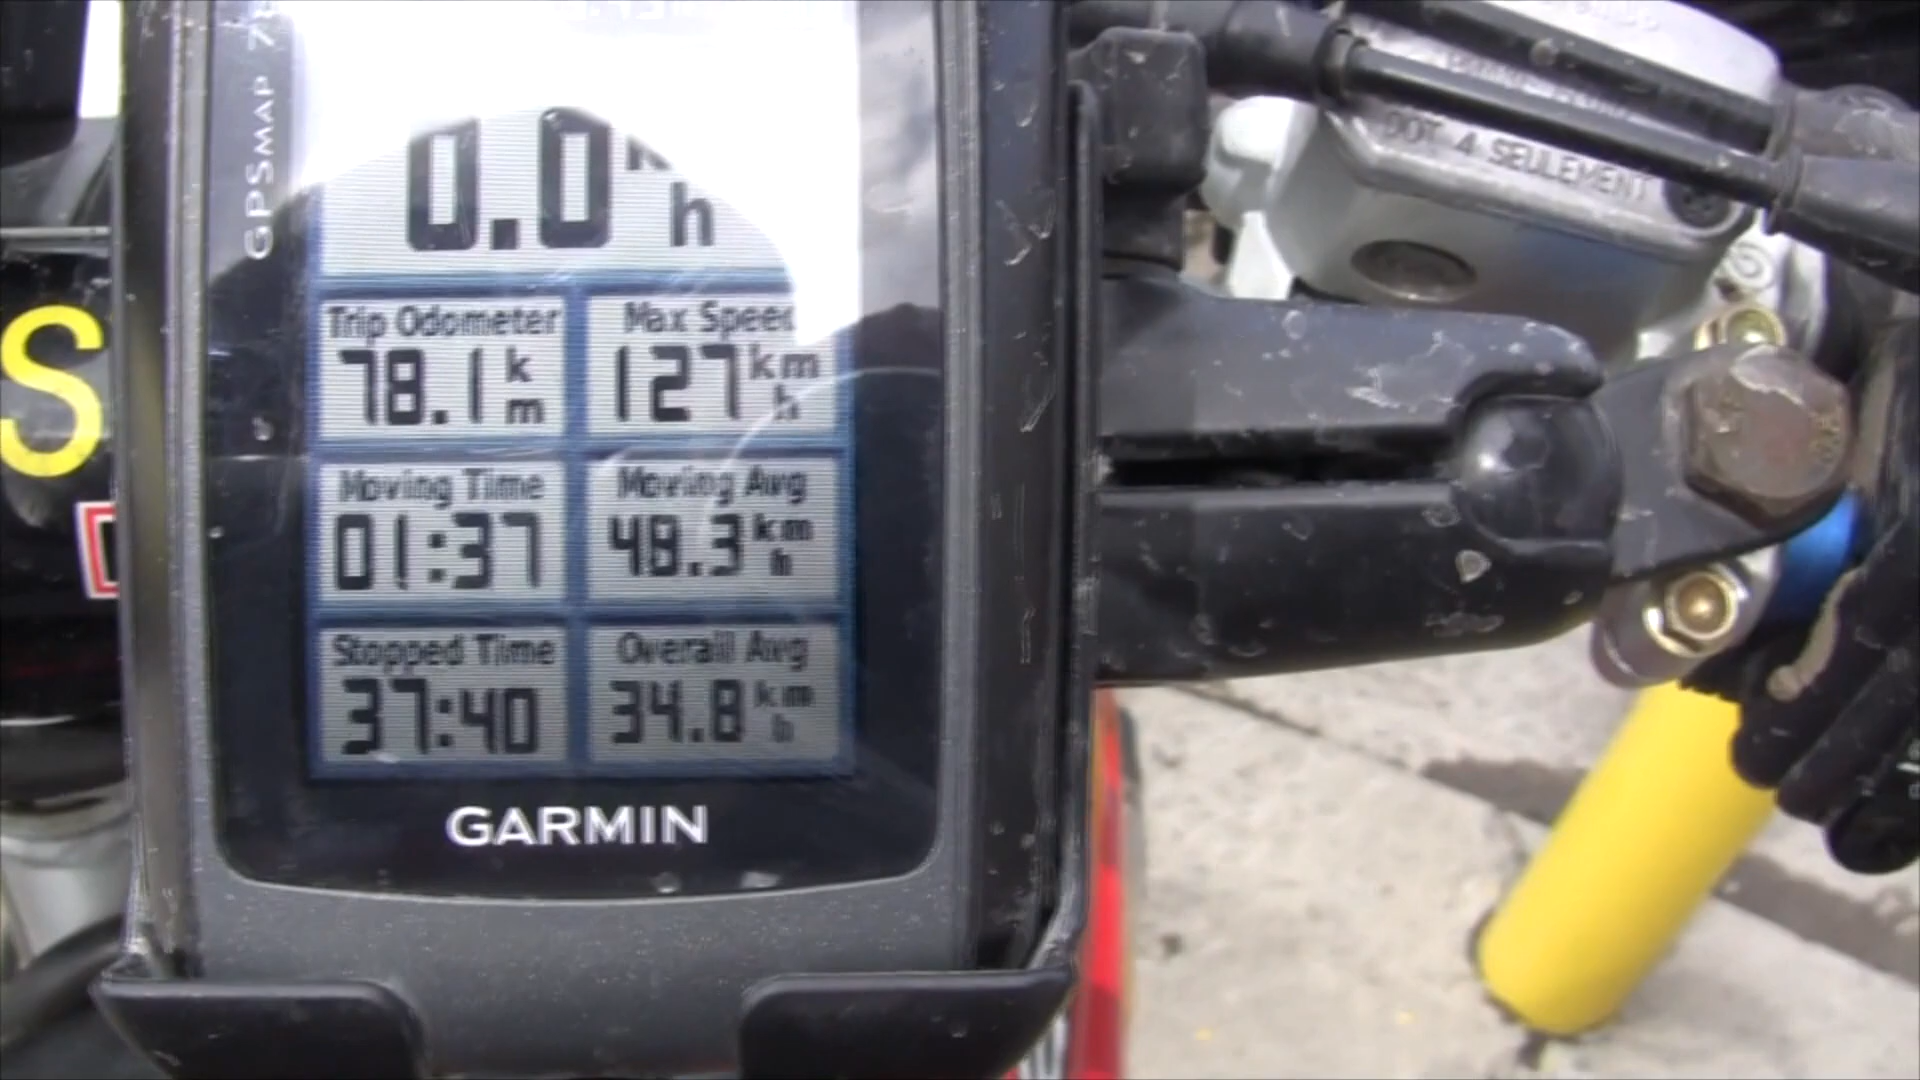 GPSMAP
0.0
h
Trip Odometer
78.1 km
Max Speed
127 km h
Moving Time
01:37
Moving Avg
48.3 km h
Stopped Time
37:40
Overall Avg
34.8 km h
GARMIN
S
DOT 4 SEULEMENT